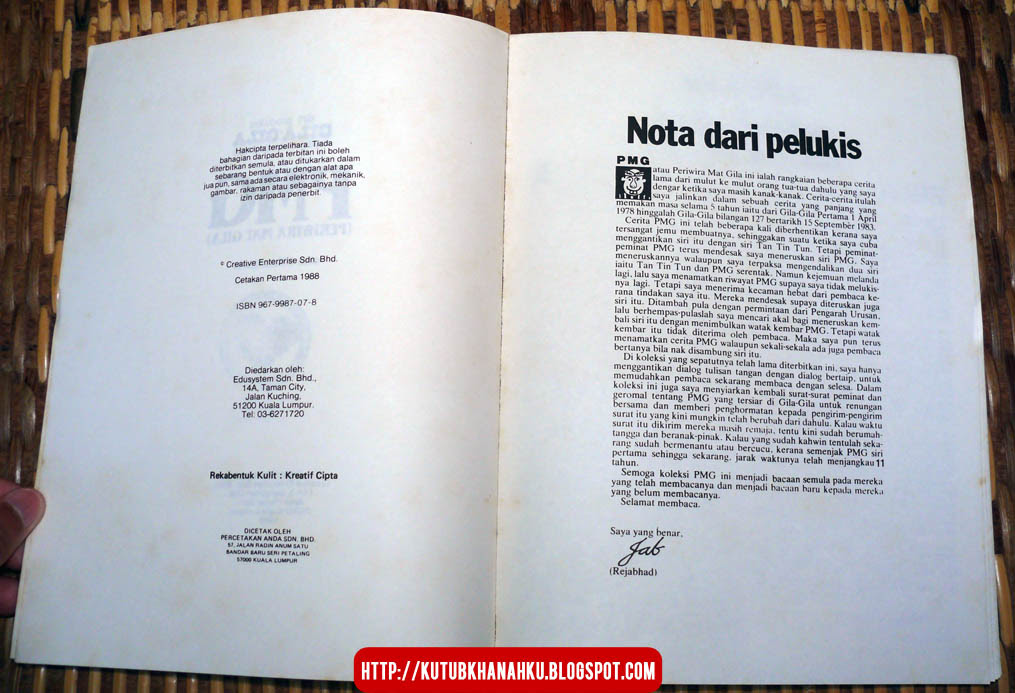 Hakcipta terpelihara. Tiada
bahagian daripada terbitan ini boleh
diterbitkan semula, atau ditukarkan dalam
sebarang bentuk atau dengan alat apa
jua pun, sama ada secara elektronik, mekanik,
gambar, rakaman atau sebagainya tanpa
izin daripada penerbit
(PERIWIRA MAT GILA)
© Creative Enterprise Sdn. Bhd.
Cetakan Pertama 1988
ISBN 967-9987-07-8
Diedarkan oleh:
Edusystem Sdn. Bhd.,
14A, Taman City,
Jalan Kuching,
51200 Kuala Lumpur.
Tel: 03-6271720
Rekabentuk Kulit : Kreatif Cipta
DICETAK OLEH
PERCETAKAN ANDA SDN. BHD.
57, JALAN RADIN ANUM SATU
BANDAR BARU SERI PETALING
57000 KUALA LUMPUR
Nota dari pelukis
PMG
atau Periwira Mat Gila ini ialah rangkaian beberapa cerita
lama dari mulut ke mulut orang tua-tua dahulu yang saya
dengar ketika saya masih kanak-kanak. Cerita-cerita itulah
saya jalinkan dalam sebuah cerita yang panjang yang
memakan masa selama 5 tahun iaitu dari Gila-Gila Pertama 1 April
1978 hinggalah Gila-Gila bilangan 127 bertarikh 15 September 1983.
Cerita PMG ini telah beberapa kali diberhentikan kerana saya
tersangat jemu membuatnya, sehinggakan suatu ketika saya cuba
menggantikan siri itu dengan siri Tan Tin Tun. Tetapi peminat-
peminat PMG terus mendesak saya meneruskan siri PMG. Saya
meneruskannya walaupun saya terpaksa mengendalikan dua siri
iaitu Tan Tin Tun dan PMG serentak. Namun kejemuan melanda
lagi, lalu saya menamatkan riwayat PMG supaya saya tidak melukis-
nya lagi. Tetapi saya menerima kecaman hebat dari pembaca ke-
rana tindakan saya itu. Mereka mendesak supaya diteruskan juga
siri itu. Ditambah pula dengan permintaan dari Pengarah Urusan,
lalu berhempas-pulaslah saya mencari akal bagi meneruskan kem-
bali siri itu dengan menimbulkan watak kembar PMG. Tetapi watak
kembar itu tidak diterima oleh pembaca. Maka saya pun terus
menamatkan cerita PMG walaupun sekali-sekala ada juga pembaca
bertanya bila nak disambung siri itu.
Di koleksi yang sepatutnya telah lama diterbitkan ini, saya hanya
menggantikan dialog tulisan tangan dengan dialog bertaip, untuk
memudahkan pembaca sekarang membaca dengan selesa. Dalam
koleksi ini juga saya menyiarkan kembali surat-surat peminat dan
geromal tentang PMG yang tersiar di Gila-Gila untuk renungan
bersama dan memberi penghormatan kepada pengirim-pengirim
surat itu yang kini mungkin telah berubah dari dahulu. Kalau waktu
surat itu dikirim mereka masih remaja, tentu kini sudah berumah-
tangga dan beranak-pinak. Kalau yang sudah kahwin tentulah seka-
rang sudah bermenantu atau bercucu, kerana semenjak PMG siri
pertama sehingga sekarang, jarak waktunya telah menjangkau 11
tahun.
Semoga koleksi PMG ini menjadi bacaan semula pada mereka
yang telah membacanya dan menjadi bacaan baru kepada mereka
yang belum membacanya.
Selamat membaca.
Saya yang benar,
Jab
(Rejabhad)
HTTP://KUTUBKHANAHKU.BLOGSPOT.COM